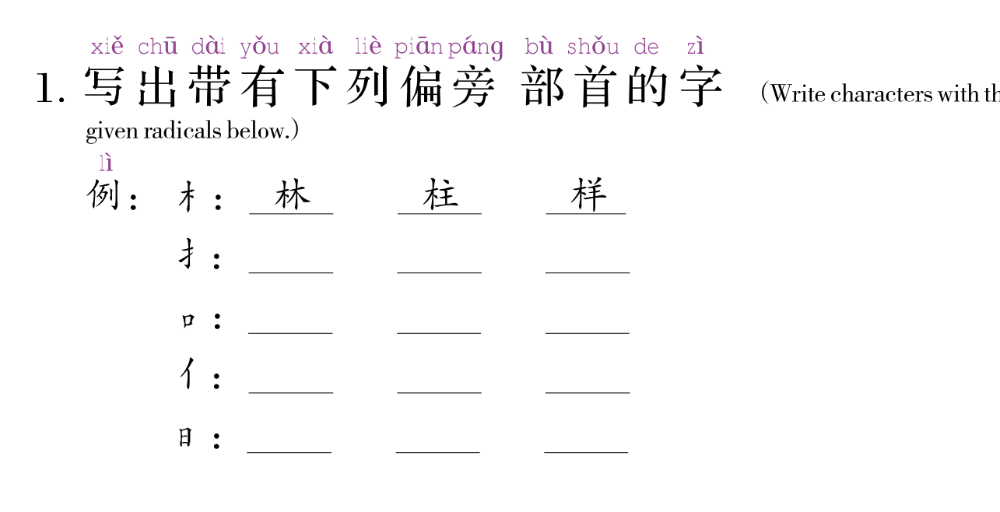 xiě chū dài yǒu xià liè piān páng bù shǒu de zì
1. 写出带有下列偏旁 部首的字 (Write characters with th
given radicals below.)
lì
例： 木： 林 柱 样
扌：
口：
亻：
日：